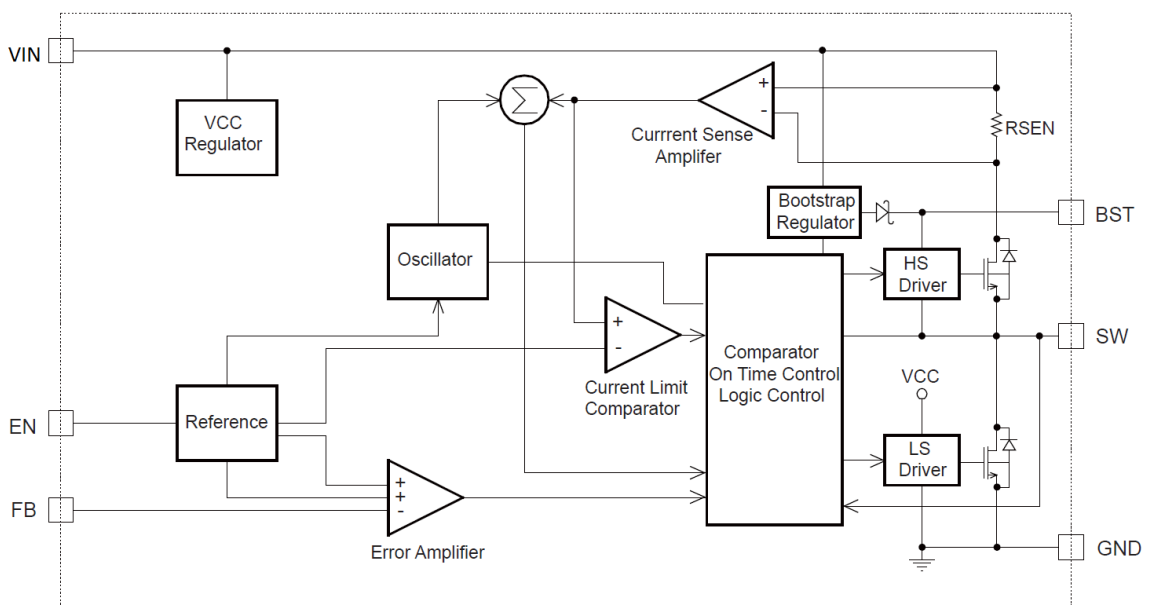 VIN
VCC
Regulator
Σ
+
-
Currrent Sense
Amplifer
RSEN
Bootstrap
Regulator
BST
Oscillator
HS
Driver
+
-
Current Limit
Comparator
Comparator
On Time Control
Logic Control
SW
VCC
EN
Reference
LS
Driver
FB
+
+
-
Error Amplifier
GND